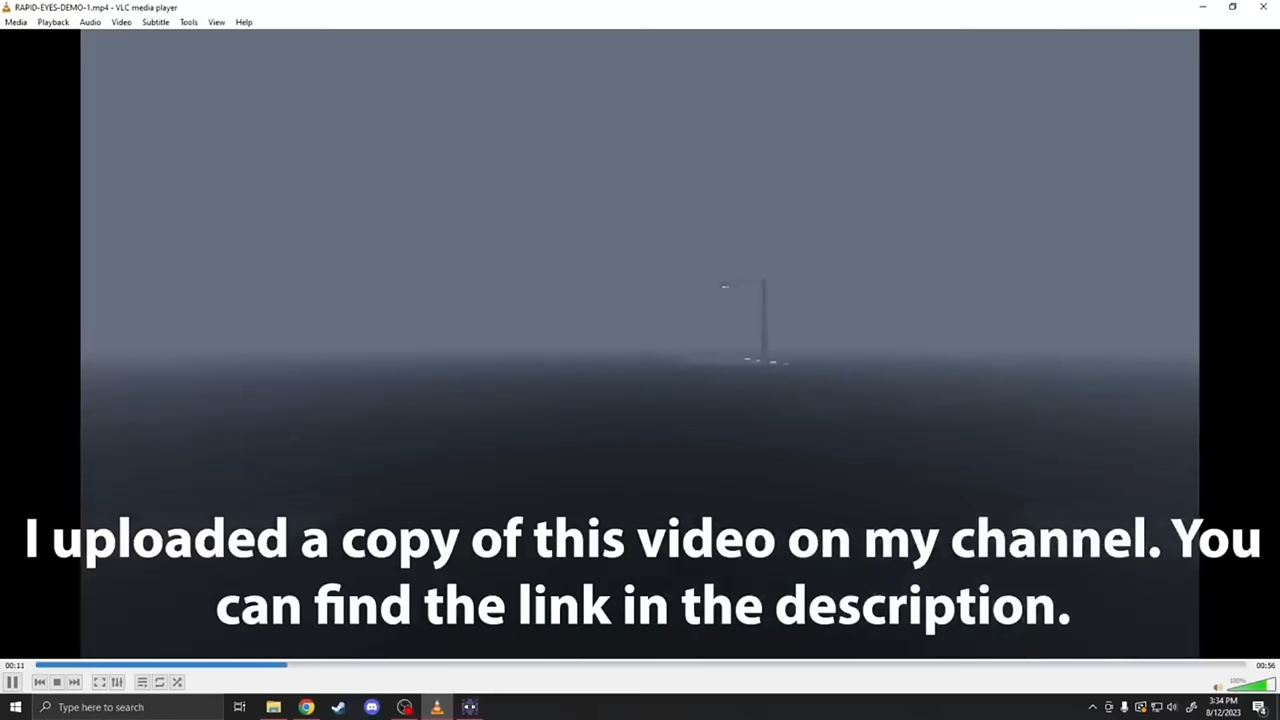 RAPID-EYES-DEMO-1.mp4 - VLC media player
Media Playback Audio Video Subtitle Tools View Help
I uploaded a copy of this video on my channel. You
can find the link in the description.
00:11 00:56
100%
Type here to search
3:34 PM
8/12/2023
4